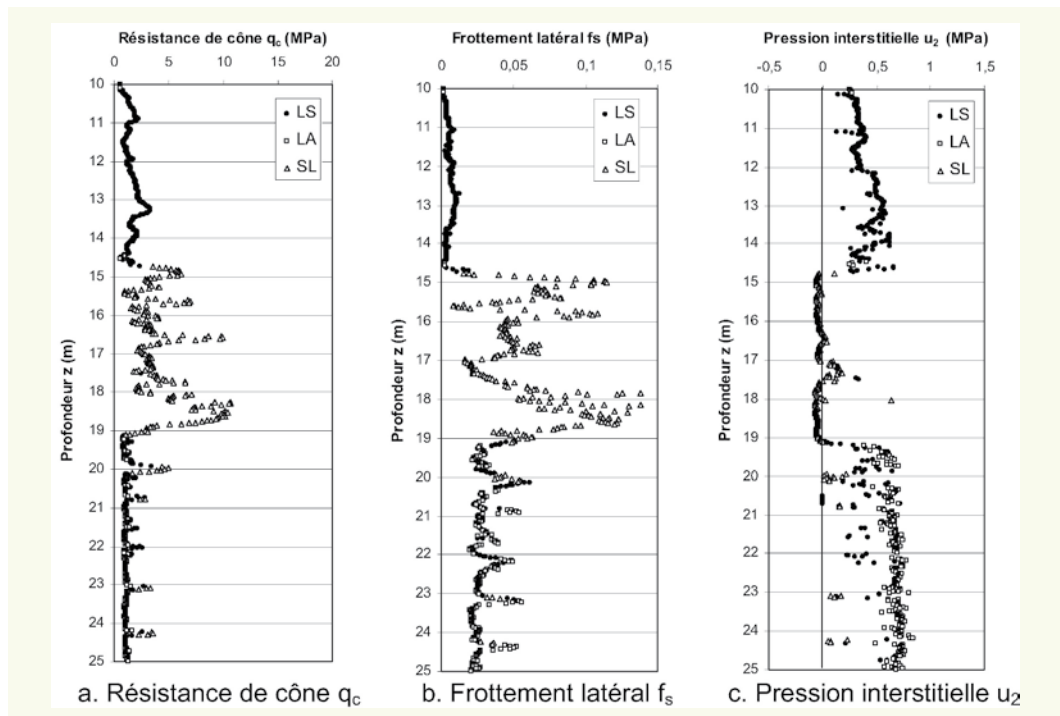 Résistance de cône qc (MPa)
0 5 10 15 20
10
11
12
13
14
15
16
17
18
19
20
21
22
23
24
25
Profondeur z (m)
LS
LA
SL
a. Résistance de cône qc
Frottement latéral fs (MPa)
0 0,05 0,1 0,15
10
11
12
13
14
15
16
17
18
19
20
21
22
23
24
25
Profondeur z (m)
LS
LA
SL
b. Frottement latéral fs
Pression interstitielle u2 (MPa)
-0,5 0 0,5 1 1,5
10
11
12
13
14
15
16
17
18
19
20
21
22
23
24
25
Profondeur z (m)
LS
LA
SL
c. Pression interstitielle u2